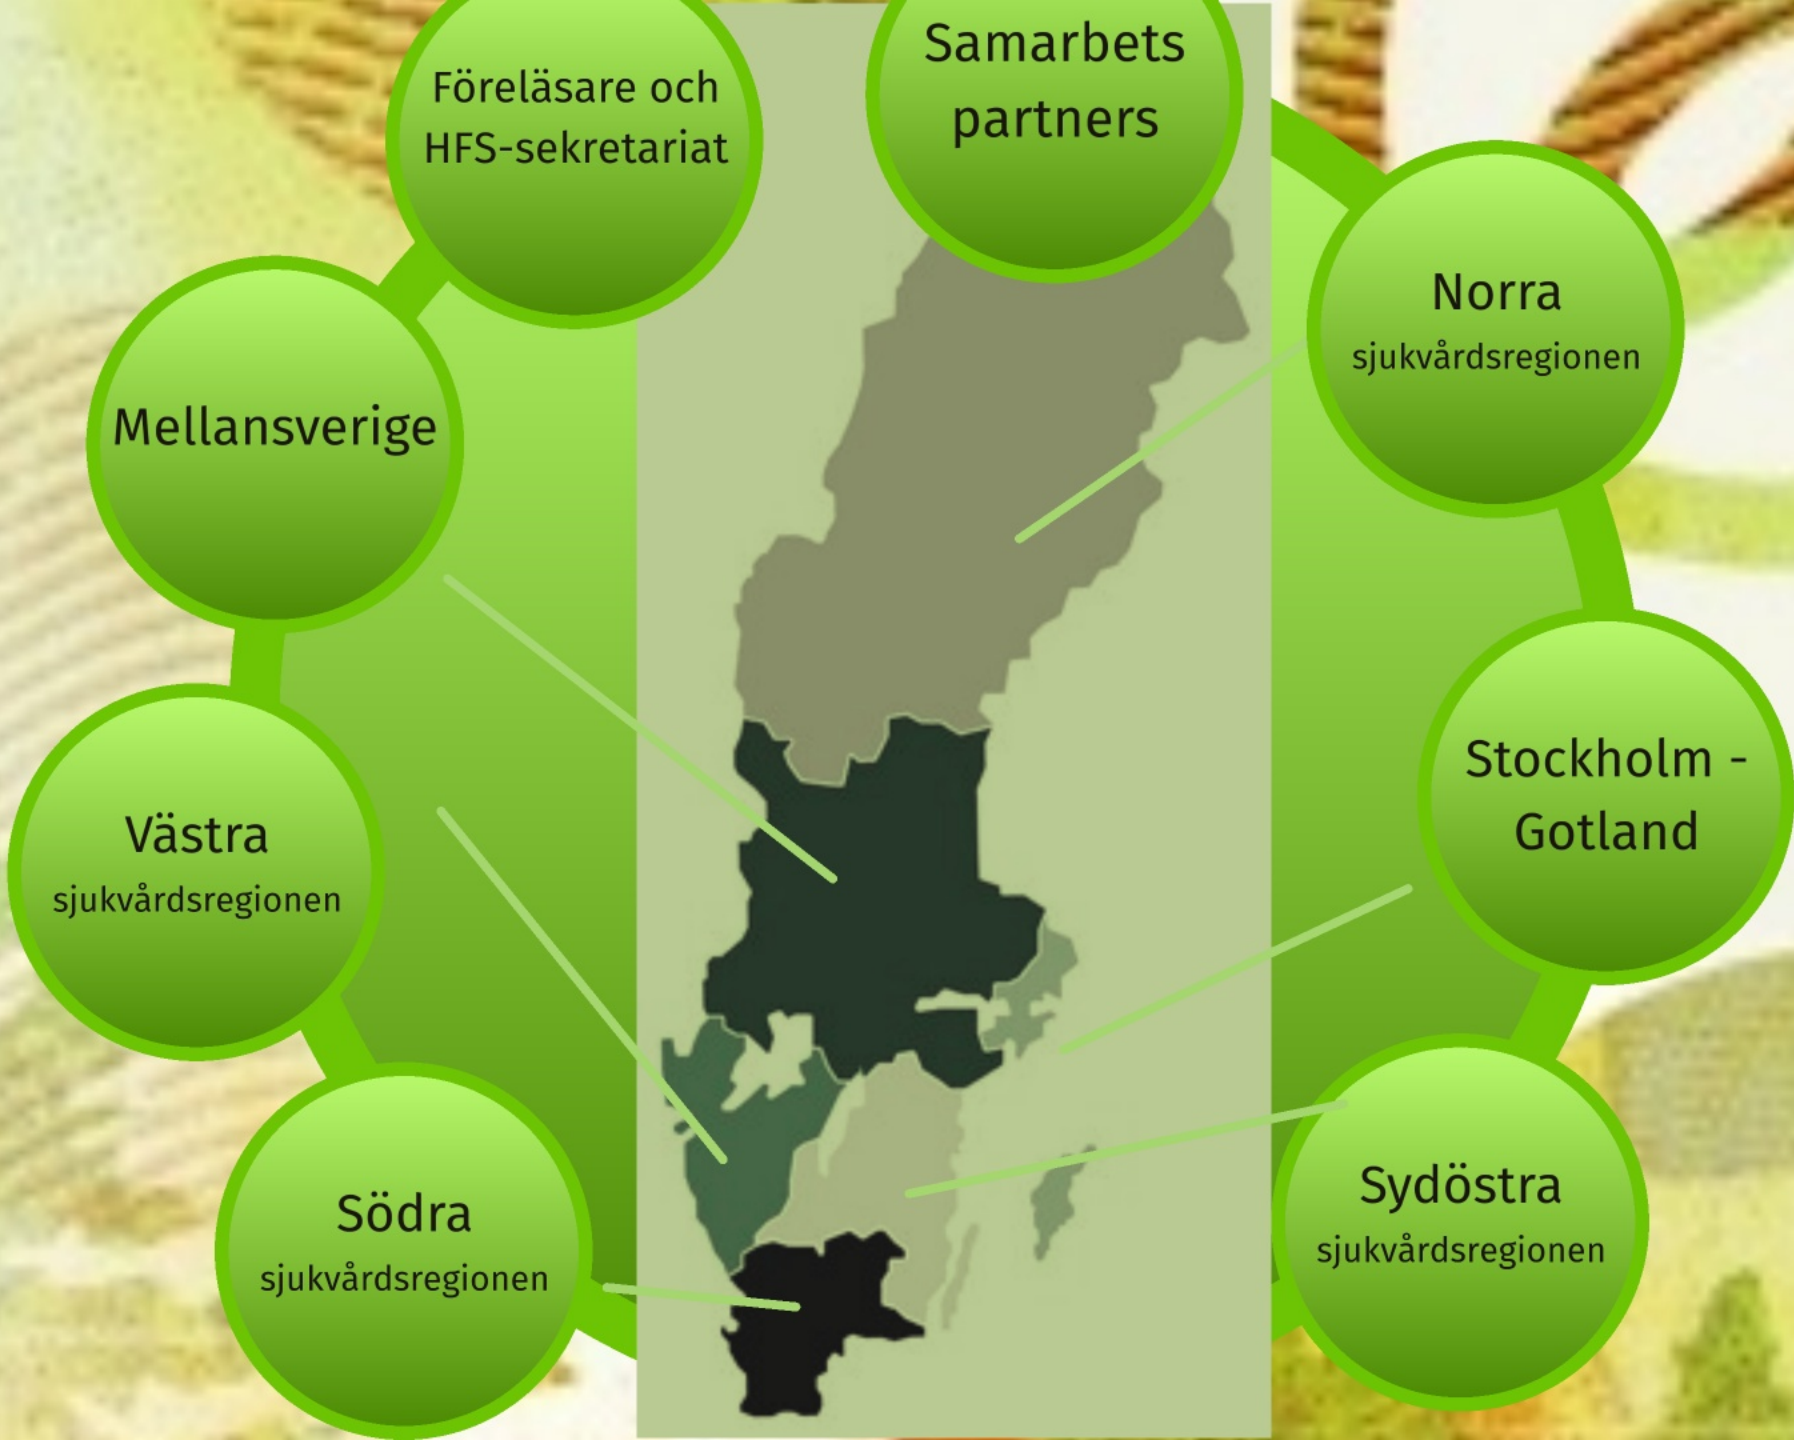 Föreläsare och
HFS-sekretariat
Samarbets
partners
Norra
sjukvårdsregionen
Mellansverige
Stockholm -
Gotland
Västra
sjukvårdsregionen
Sydöstra
sjukvårdsregionen
Södra
sjukvårdsregionen